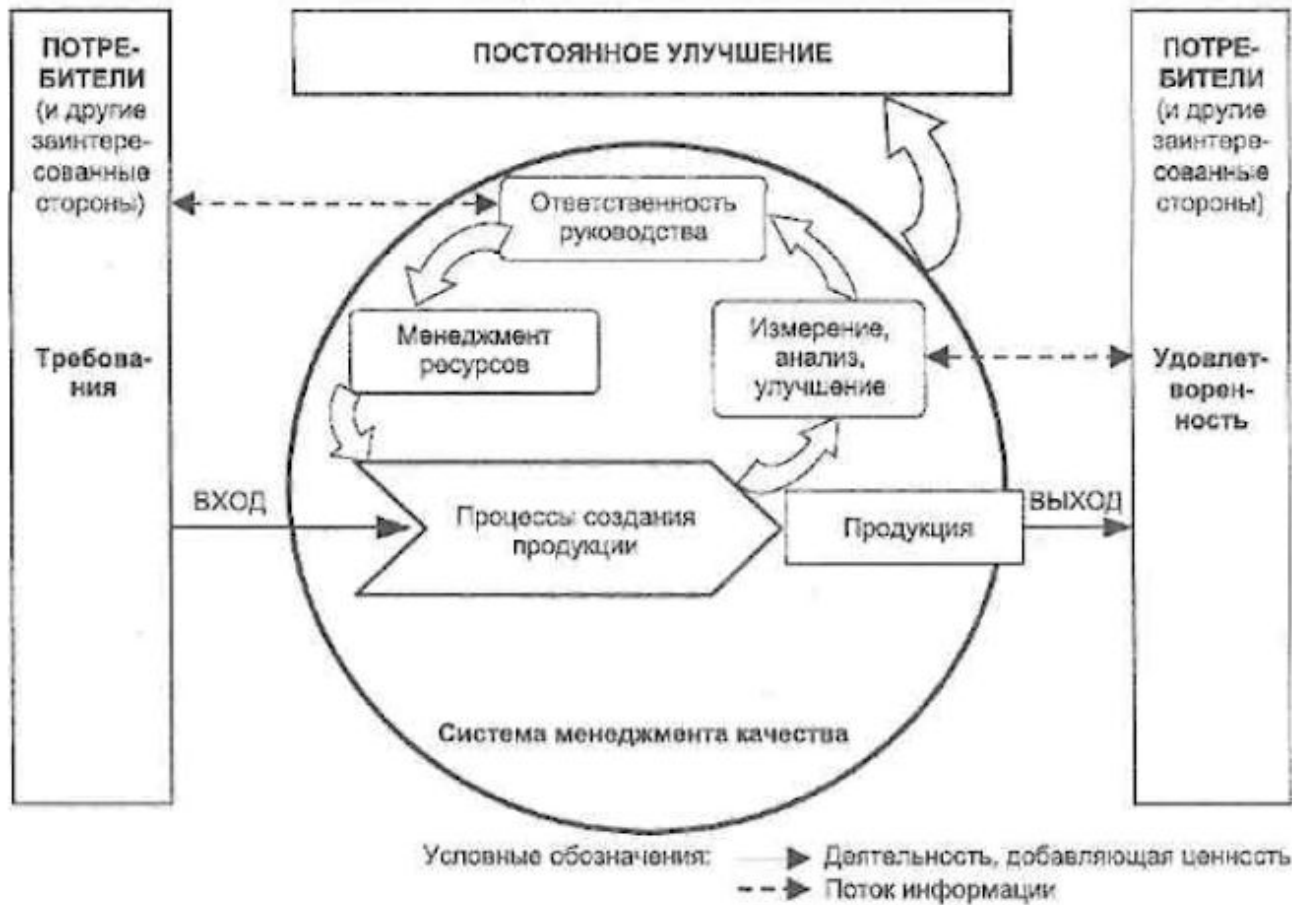 ПОТРЕ-
БИТЕЛИ
(и другие
заинтере-
сованные
стороны)
Требова-
ния
ПОСТОЯННОЕ УЛУЧШЕНИЕ
Ответственность
руководства
Менеджмент
ресурсов
Измерение,
анализ,
улучшение
ВХОД
Процессы создания
продукции
Продукция
ВЫХОД
Система менеджмента качества
ПОТРЕ-
БИТЕЛИ
(и другие
заинтере-
сованные
стороны)
Удовлет-
ворен-
ность
Условные обозначения:
Деятельность, добавляющая ценность
Поток информации